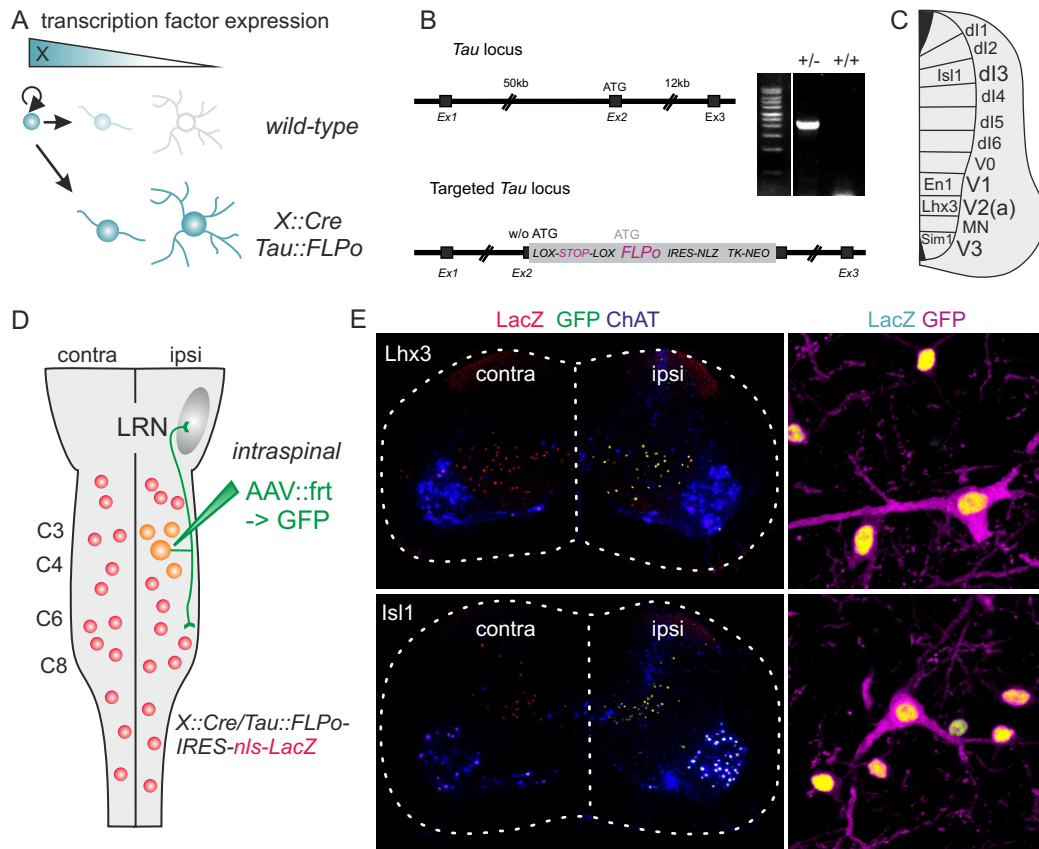 A transcription factor expression
X
wild-type
X::Cre
Tau::FLPo
B
Tau locus
50kb
ATG
12kb
Ex1
Ex2
Ex3
+/- +/+
Targeted Tau locus
w/o ATG
ATG
LOX-STOP-LOX FLPo IRES-NLZ TK-NEO
Ex1
Ex2
Ex3
C
dI1
dI2
Isl1 dI3
dI4
dI5
dI6
V0
En1 V1
Lhx3 V2(a)
MN
Sim1 V3
D
contra ipsi
LRN
intraspinal
AAV::frt
-> GFP
C3
C4
C6
C8
X::Cre/Tau::FLPo-
IRES-nls-LacZ
E
LacZ GFP ChAT
LacZ GFP
Lhx3
contra ipsi
Isl1
contra ipsi